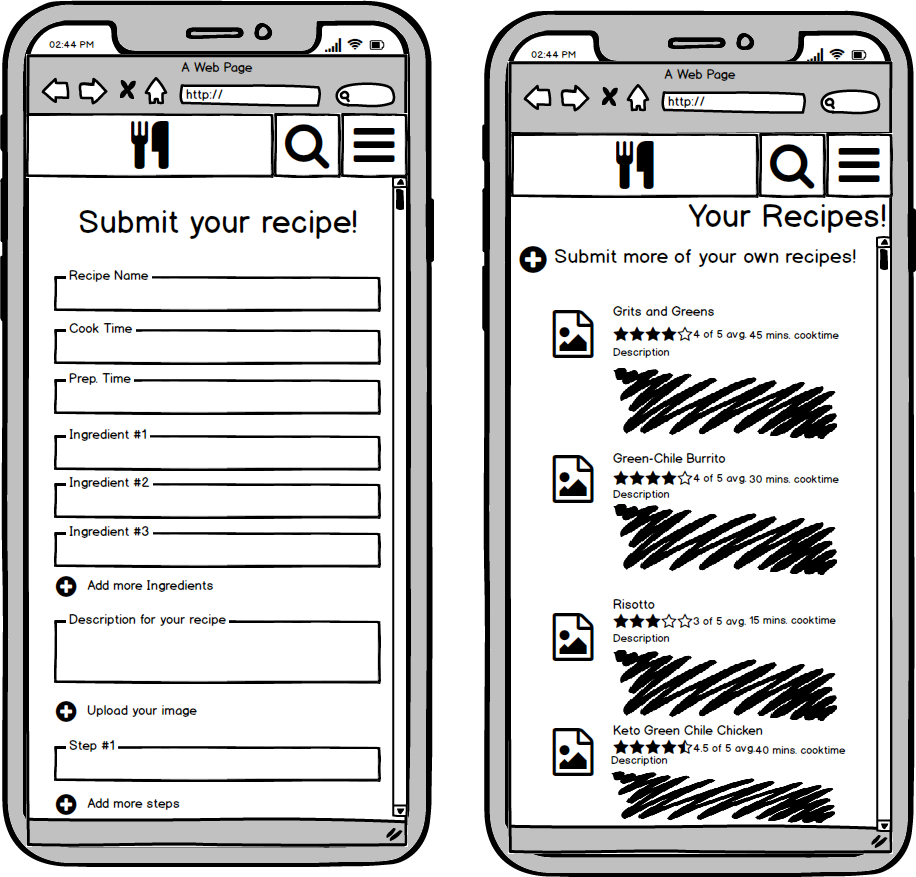 02:44 PM
A Web Page
http://
Submit your recipe!
Recipe Name
Cook Time
Prep. Time
Ingredient #1
Ingredient #2
Ingredient #3
Add more Ingredients
Description for your recipe
Upload your image
Step #1
Add more steps
02:44 PM
A Web Page
http://
Your Recipes!
Submit more of your own recipes!
Grits and Greens
4 of 5 avg. 45 mins. cooktime
Description
Green-Chile Burrito
4 of 5 avg. 30 mins. cooktime
Description
Risotto
3 of 5 avg. 15 mins. cooktime
Description
Keto Green Chile Chicken
4.5 of 5 avg. 40 mins. cooktime
Description